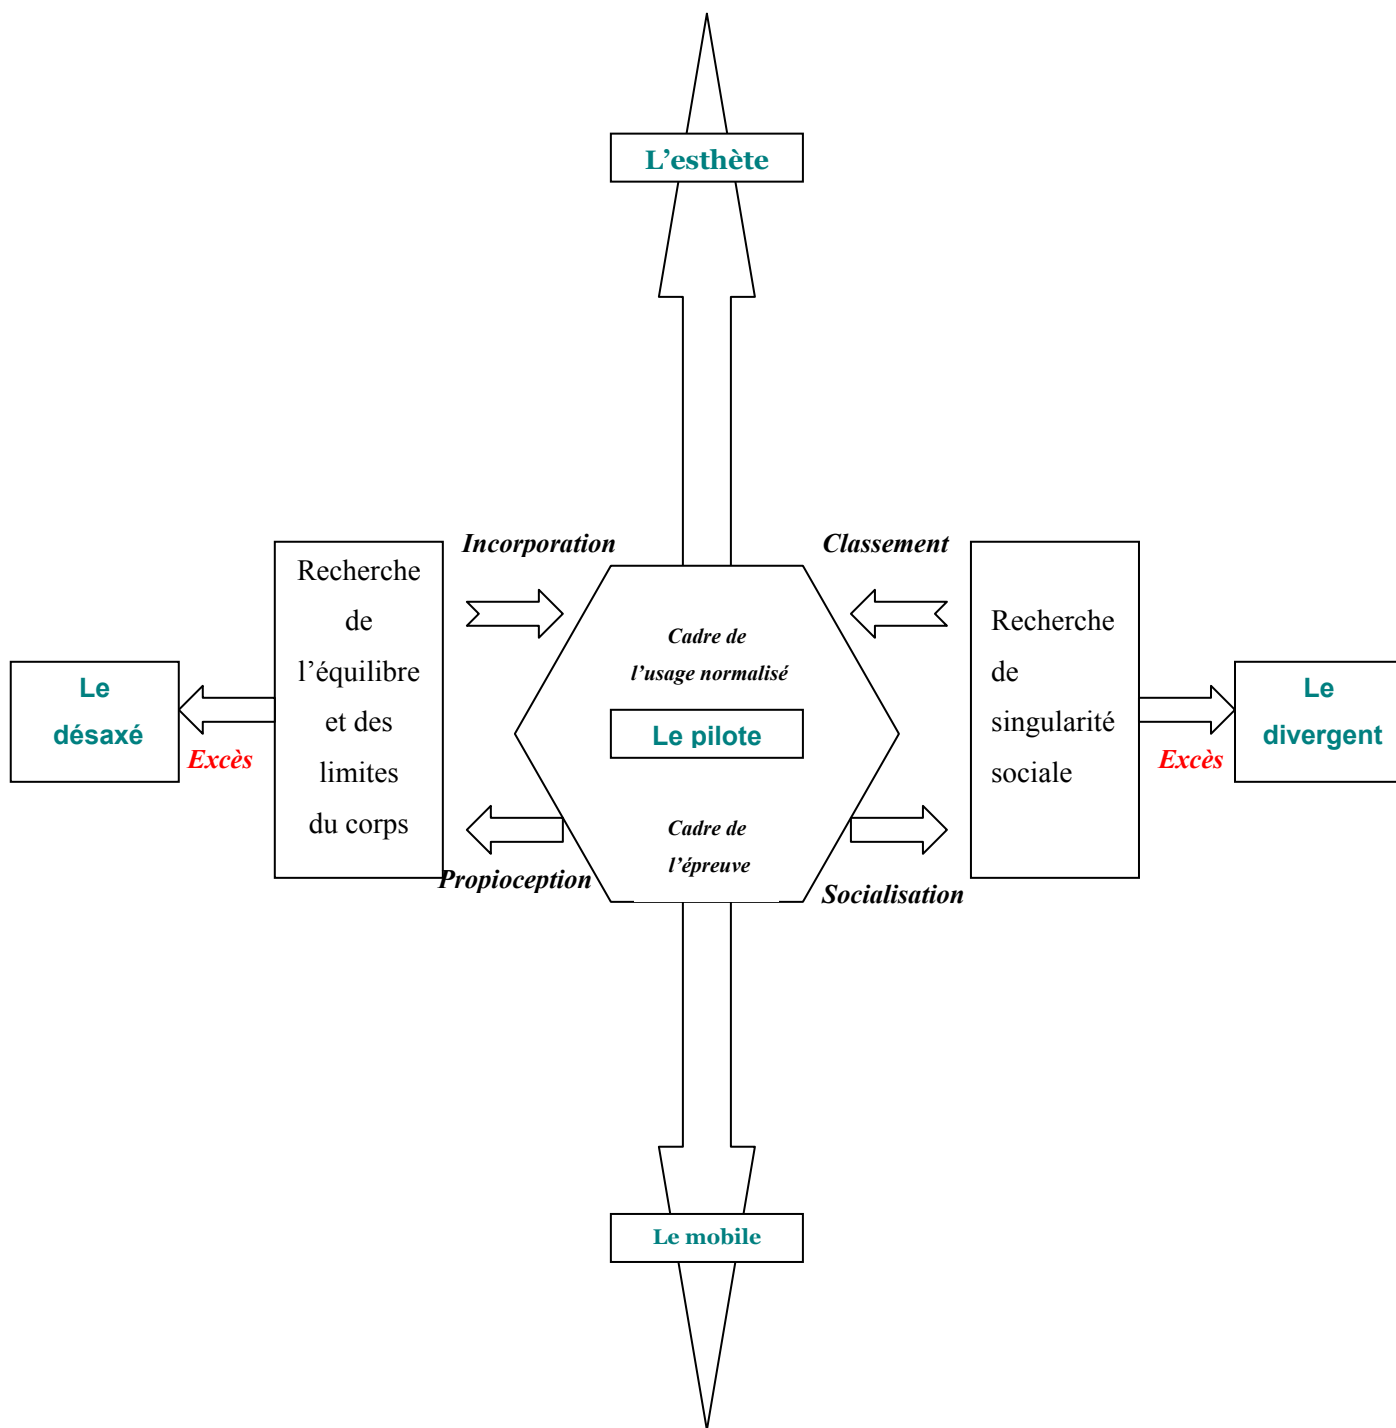 L’esthète
Incorporation
Classement
Recherche
de
l’équilibre
et des
limites
du corps
Cadre de
l’usage normalisé
Recherche
de
singularité
sociale
Le
désaxé
Excès
Le pilote
Excès
Le
divergent
Cadre de
l’épreuve
Propioception
Socialisation
Le mobile